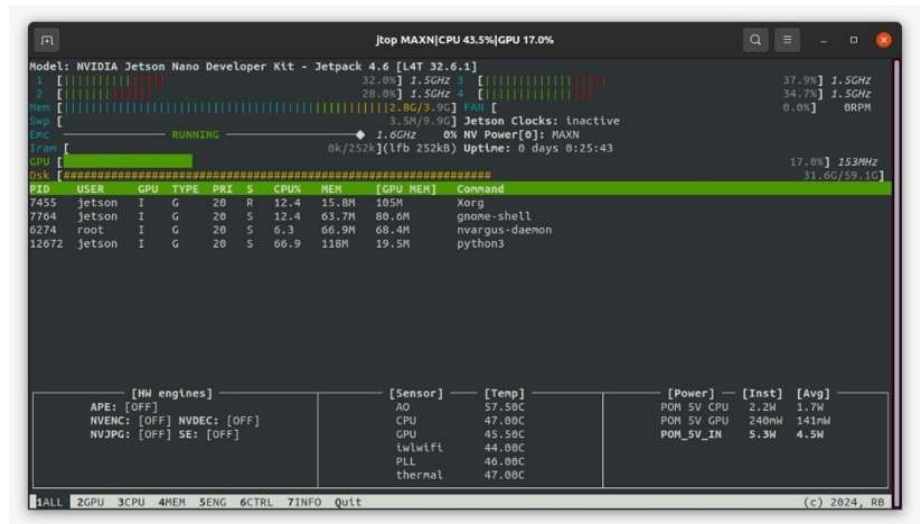 jtop MAXN|CPU 43.5%|GPU 17.0%
Model: NVIDIA Jetson Nano Developer Kit - Jetpack 4.6 [L4T 32.6.1]
1 [||||||||||||||||| 32.0%] 1.5GHz 3 [||||||||||||||||||||| 37.9%] 1.5GHz
2 [||||||||||||||| 28.0%] 1.5GHz 4 [||||||||||||||||||| 34.7%] 1.5GHz
Mem [|||||||||||||||||||||||||||||||||||||||||||2.8G/3.9G] FAN [ 0.0%] 0RPM
Swp [ 3.5M/9.9G] Jetson Clocks: inactive
Emc RUNNING 1.6GHz 0% NV Power[0]: MAXN
Iram [ 0k/252k](lfb 252kB) Uptime: 0 days 0:25:43
GPU [ 17.0%] 153MHz
Dsk [########################################################## 31.6G/59.1G]
PID USER GPU TYPE PRI S CPU% MEM [GPU MEM] Command
7455 jetson I G 20 R 12.4 15.8M 105M Xorg
7764 jetson I G 20 S 12.4 63.7M 80.6M gnome-shell
6274 root I G 20 S 6.3 66.9M 68.4M nvargus-daemon
12672 jetson I G 20 S 66.9 118M 19.5M python3
[HW engines] [Sensor] [Temp] [Power] [Inst] [Avg]
APE: [OFF] AO 57.50C POM 5V CPU 2.2W 1.7W
NVENC: [OFF] NVDEC: [OFF] CPU 47.00C POM 5V GPU 240mW 141mW
NVJPG: [OFF] SE: [OFF] GPU 45.50C POM_5V_IN 5.3W 4.5W
iwlwifi 44.00C
PLL 46.00C
thermal 47.00C
1ALL 2GPU 3CPU 4MEM 5ENG 6CTRL 7INFO Quit (c) 2024, RB